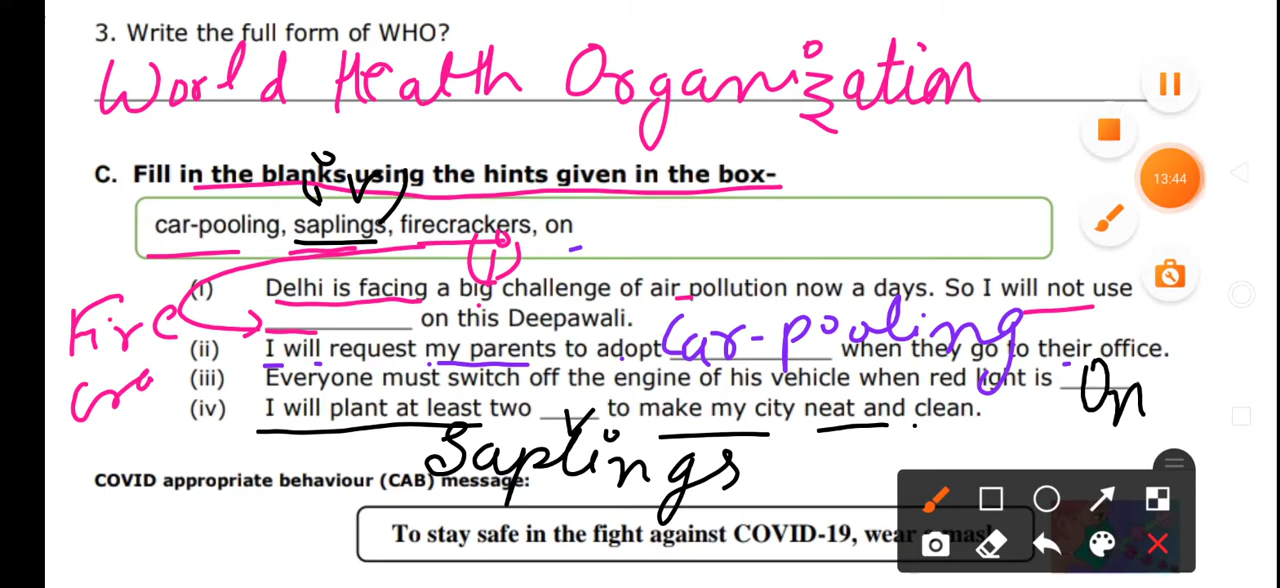 3. Write the full form of WHO?
World Health Organization
C. Fill in the blanks using the hints given in the box-
car-pooling, saplings, firecrackers, on
(i) Delhi is facing a big challenge of air pollution now a days. So I will not use
Fire ____________ on this Deepawali.
(ii) I will request my parents to adopt car-pooling when they go to their office.
(iii) Everyone must switch off the engine of his vehicle when red light is On
(iv) I will plant at least two ____ to make my city neat and clean.
Saplings
COVID appropriate behaviour (CAB) message:
To stay safe in the fight against COVID-19, wear a mask
13:44